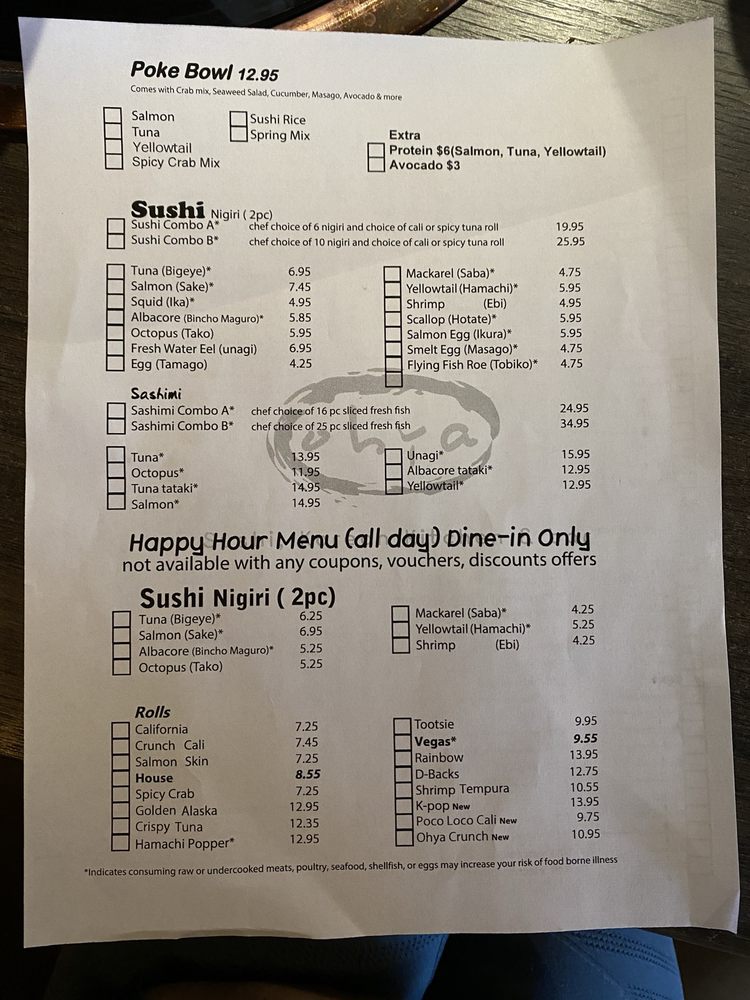 Poke Bowl 12.95
Comes with Crab mix, Seaweed Salad, Cucumber, Masago, Avocado & more
Salmon
Tuna
Yellowtail
Spicy Crab Mix
Sushi Rice
Spring Mix
Extra
Protein $6(Salmon, Tuna, Yellowtail)
Avocado $3
Sushi Nigiri ( 2pc)
Sushi Combo A* chef choice of 6 nigiri and choice of cali or spicy tuna roll 19.95
Sushi Combo B* chef choice of 10 nigiri and choice of cali or spicy tuna roll 25.95
Tuna (Bigeye)* 6.95
Salmon (Sake)* 7.45
Squid (Ika)* 4.95
Albacore (Bincho Maguro)* 5.85
Octopus (Tako) 5.95
Fresh Water Eel (unagi) 6.95
Egg (Tamago) 4.25
Mackarel (Saba)* 4.75
Yellowtail (Hamachi)* 5.95
Shrimp (Ebi) 4.95
Scallop (Hotate)* 5.95
Salmon Egg (Ikura)* 5.95
Smelt Egg (Masago)* 4.75
Flying Fish Roe (Tobiko)* 4.75
Sashimi
Sashimi Combo A* chef choice of 16 pc sliced fresh fish 24.95
Sashimi Combo B* chef choice of 25 pc sliced fresh fish 34.95
ohya
Tuna* 13.95
Octopus* 11.95
Tuna tataki* 14.95
Salmon* 14.95
Unagi* 15.95
Albacore tataki* 12.95
Yellowtail* 12.95
Happy Hour Menu (all day) Dine-in Only
not available with any coupons, vouchers, discounts offers
Sushi Nigiri ( 2pc)
Tuna (Bigeye)* 6.25
Salmon (Sake)* 6.95
Albacore (Bincho Maguro)* 5.25
Octopus (Tako) 5.25
Mackarel (Saba)* 4.25
Yellowtail (Hamachi)* 5.25
Shrimp (Ebi) 4.25
Rolls
California 7.25
Crunch Cali 7.45
Salmon Skin 7.25
House 8.55
Spicy Crab 7.25
Golden Alaska 12.95
Crispy Tuna 12.35
Hamachi Popper* 12.95
Tootsie 9.95
Vegas* 9.55
Rainbow 13.95
D-Backs 12.75
Shrimp Tempura 10.55
K-pop New 13.95
Poco Loco Cali New 9.75
Ohya Crunch New 10.95
*Indicates consuming raw or undercooked meats, poultry, seafood, shellfish, or eggs may increase your risk of food borne illness